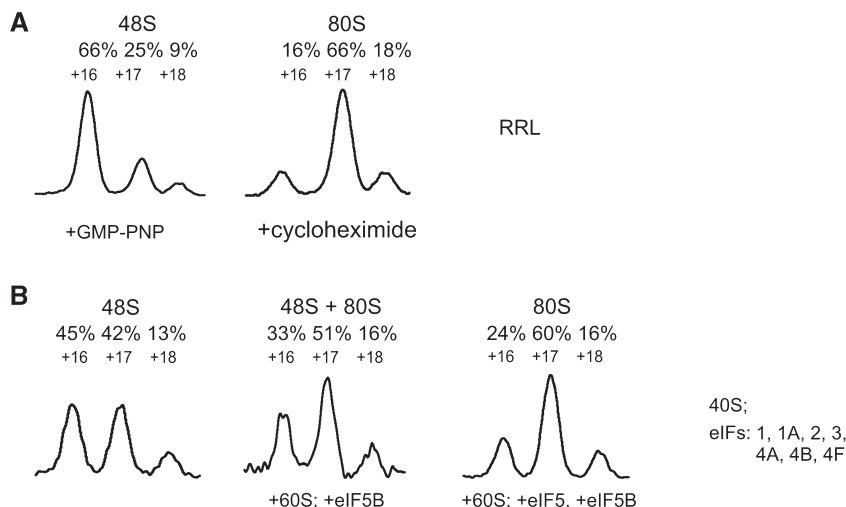 A
48S 80S
66% 25% 9% 16% 66% 18%
+16 +17 +18 +16 +17 +18
RRL
+GMP-PNP +cycloheximide
B
48S 48S + 80S 80S
45% 42% 13% 33% 51% 16% 24% 60% 16%
+16 +17 +18 +16 +17 +18 +16 +17 +18
40S;
eIFs: 1, 1A, 2, 3,
4A, 4B, 4F
+60S; +eIF5B +60S; +eIF5, +eIF5B